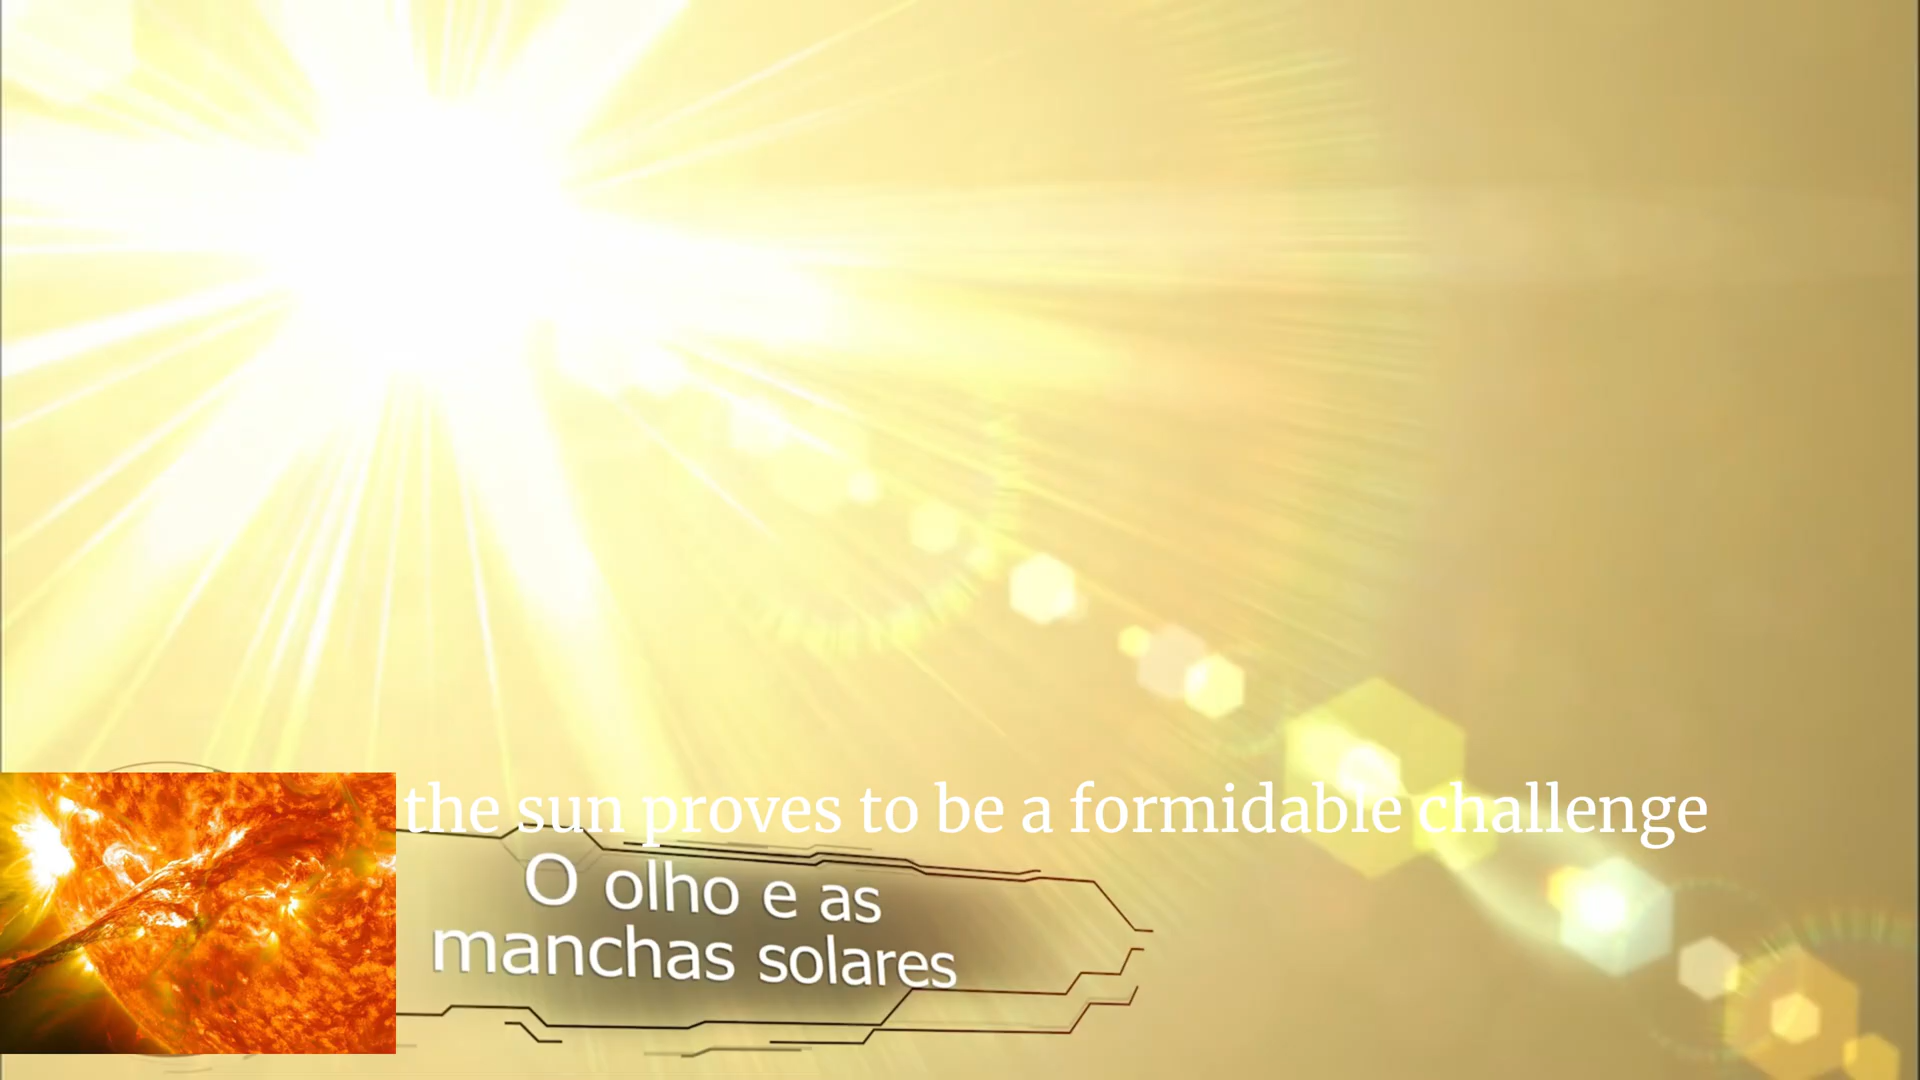 the sun proves to be a formidable challenge
O olho e as
manchas solares